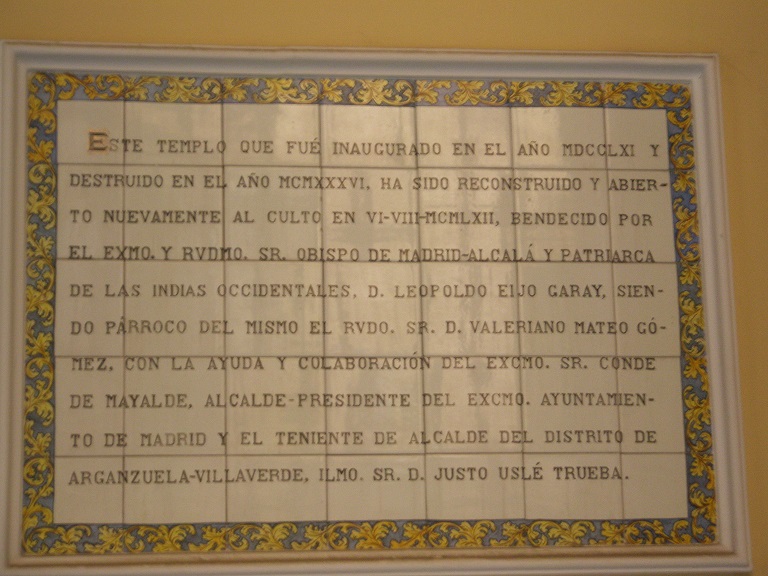 ESTE TEMPLO QUE FUÉ INAUGURADO EN EL AÑO MDCCLXI Y
DESTRUIDO EN EL AÑO MCMXXXVI, HA SIDO RECONSTRUIDO Y ABIER-
TO NUEVAMENTE AL CULTO EN VI-VIII-MCMLXII, BENDECIDO POR
EL EXMO. Y RVDMO. SR. OBISPO DE MADRID-ALCALÁ Y PATRIARCA
DE LAS INDIAS OCCIDENTALES, D. LEOPOLDO EIJO GARAY, SIEN-
DO PÁRROCO DEL MISMO EL RVDO. SR. D. VALERIANO MATEO GÓ-
MEZ, CON LA AYUDA Y COLABORACIÓN DEL EXCMO. SR. CONDE
DE MAYALDE, ALCALDE-PRESIDENTE DEL EXCMO. AYUNTAMIEN-
TO DE MADRID Y EL TENIENTE DE ALCALDE DEL DISTRITO DE
ARGANZUELA-VILLAVERDE, ILMO. SR. D. JUSTO USLÉ TRUEBA.